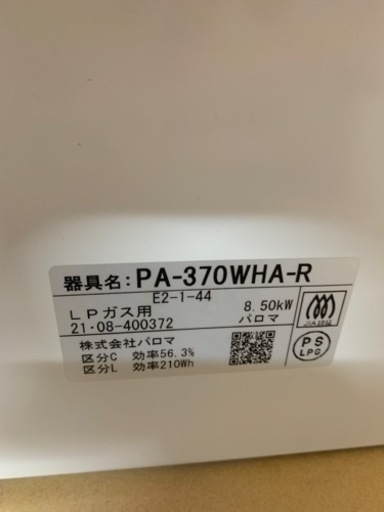 器具名:PA-370WHA-R
E2-1-44
LPガス用 8.50kW
21・08-400372 パロマ
株式会社パロマ
区分C 効率56.3%
区分L 効率210Wh
PS
LPG